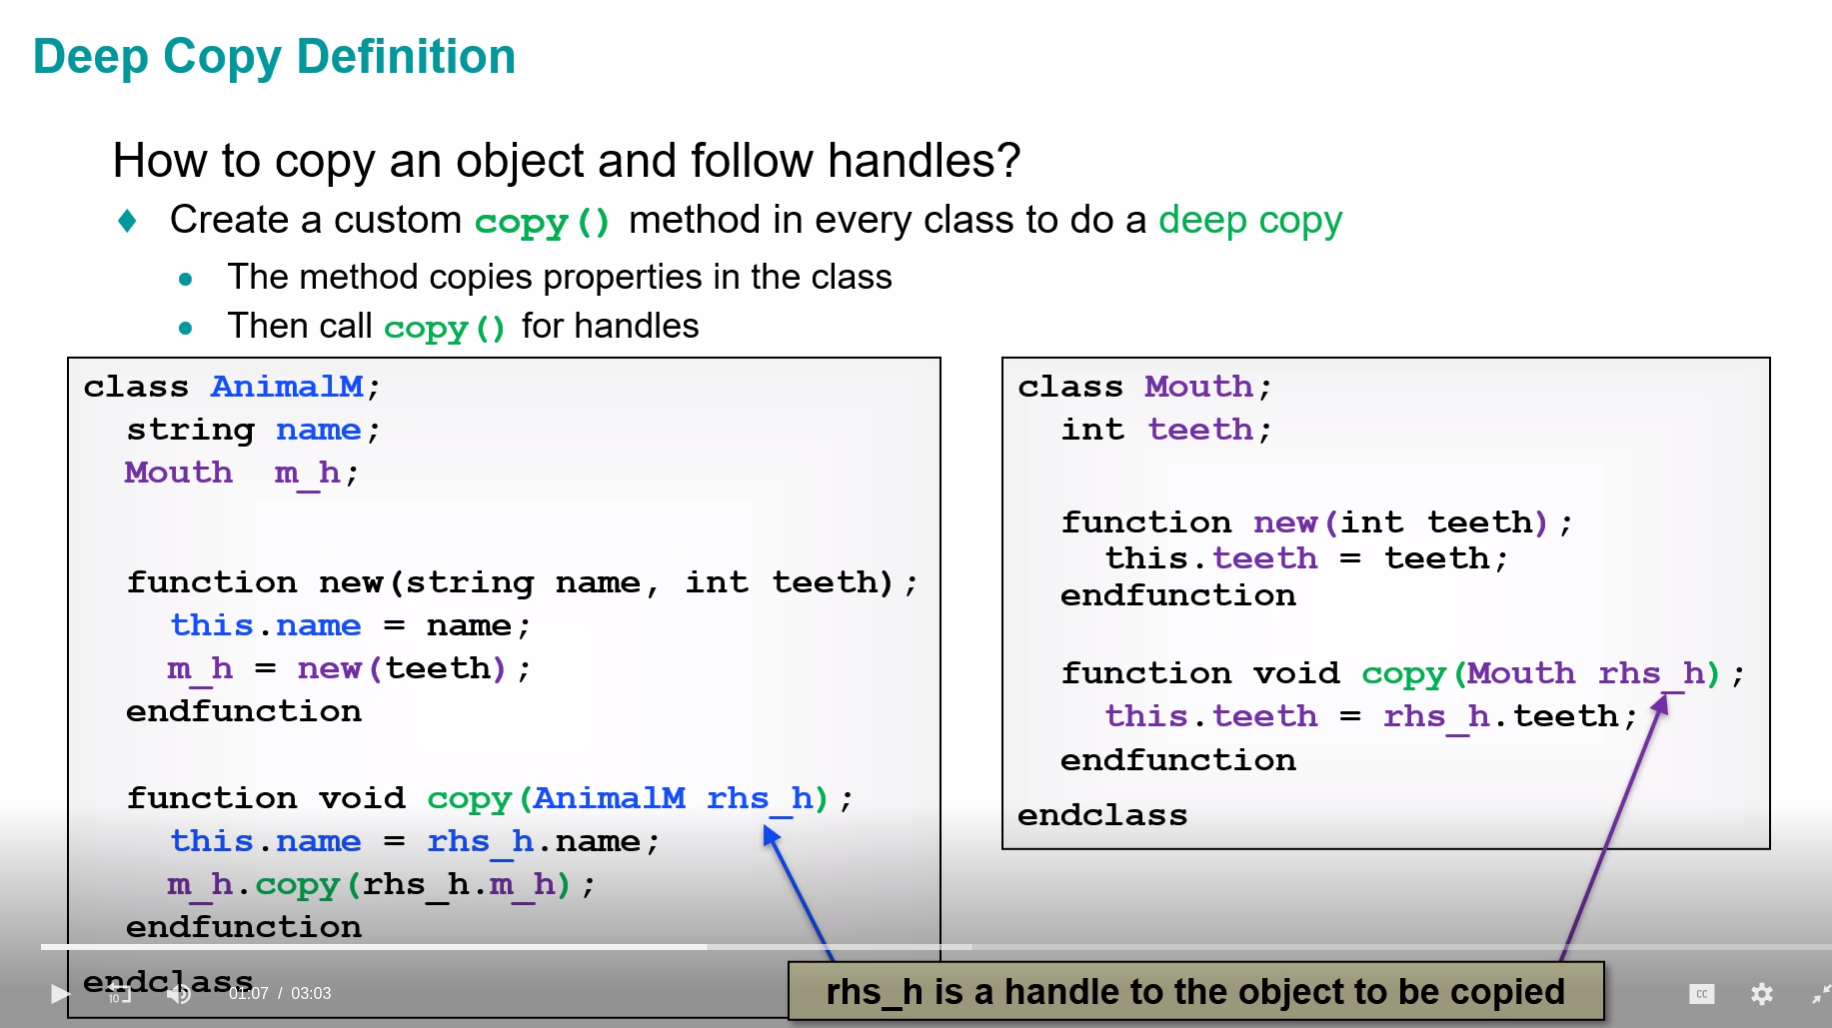 Deep Copy Definition
How to copy an object and follow handles?
♦ Create a custom copy() method in every class to do a deep copy
• The method copies properties in the class
• Then call copy() for handles
class AnimalM;
string name;
Mouth m_h;
function new(string name, int teeth);
this.name = name;
m_h = new(teeth);
endfunction
function void copy(AnimalM rhs_h);
this.name = rhs_h.name;
m_h.copy(rhs_h.m_h);
endfunction
endclass
class Mouth;
int teeth;
function new(int teeth);
this.teeth = teeth;
endfunction
function void copy(Mouth rhs_h);
this.teeth = rhs_h.teeth;
endfunction
endclass
rhs_h is a handle to the object to be copied
10
01:07 / 03:03
CC